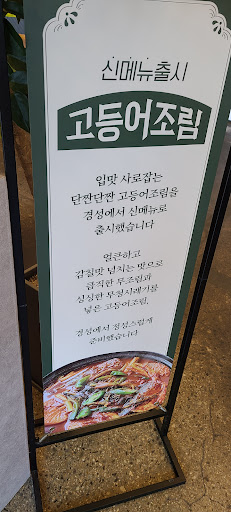 신메뉴출시
고등어조림
입맛 사로잡는
단짠단짠 고등어조림을
경성에서 신메뉴로
출시했습니다
얼큰하고
감칠맛 넘치는 맛으로
큼직한 무조림과
싱싱한 무청시래기를
넣은 고등어조림.
경성에서 정성스럽게
준비했습니다